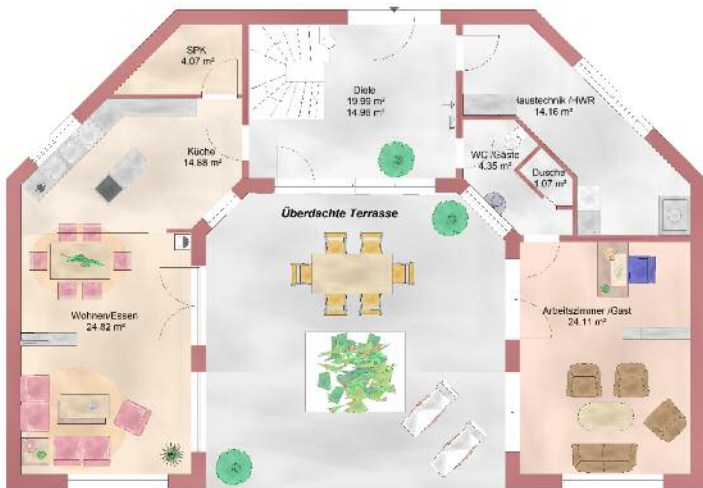 SPK
4.07 m²
Diele
19.99 m²
14.96 m²
Haustechnik /HWR
14.16 m²
Küche
14.88 m²
WC /Gäste
4.35 m²
Dusche
1.07 m²
Überdachte Terrasse
Wohnen/Essen
24.82 m²
Arbeitszimmer /Gast
24.11 m²